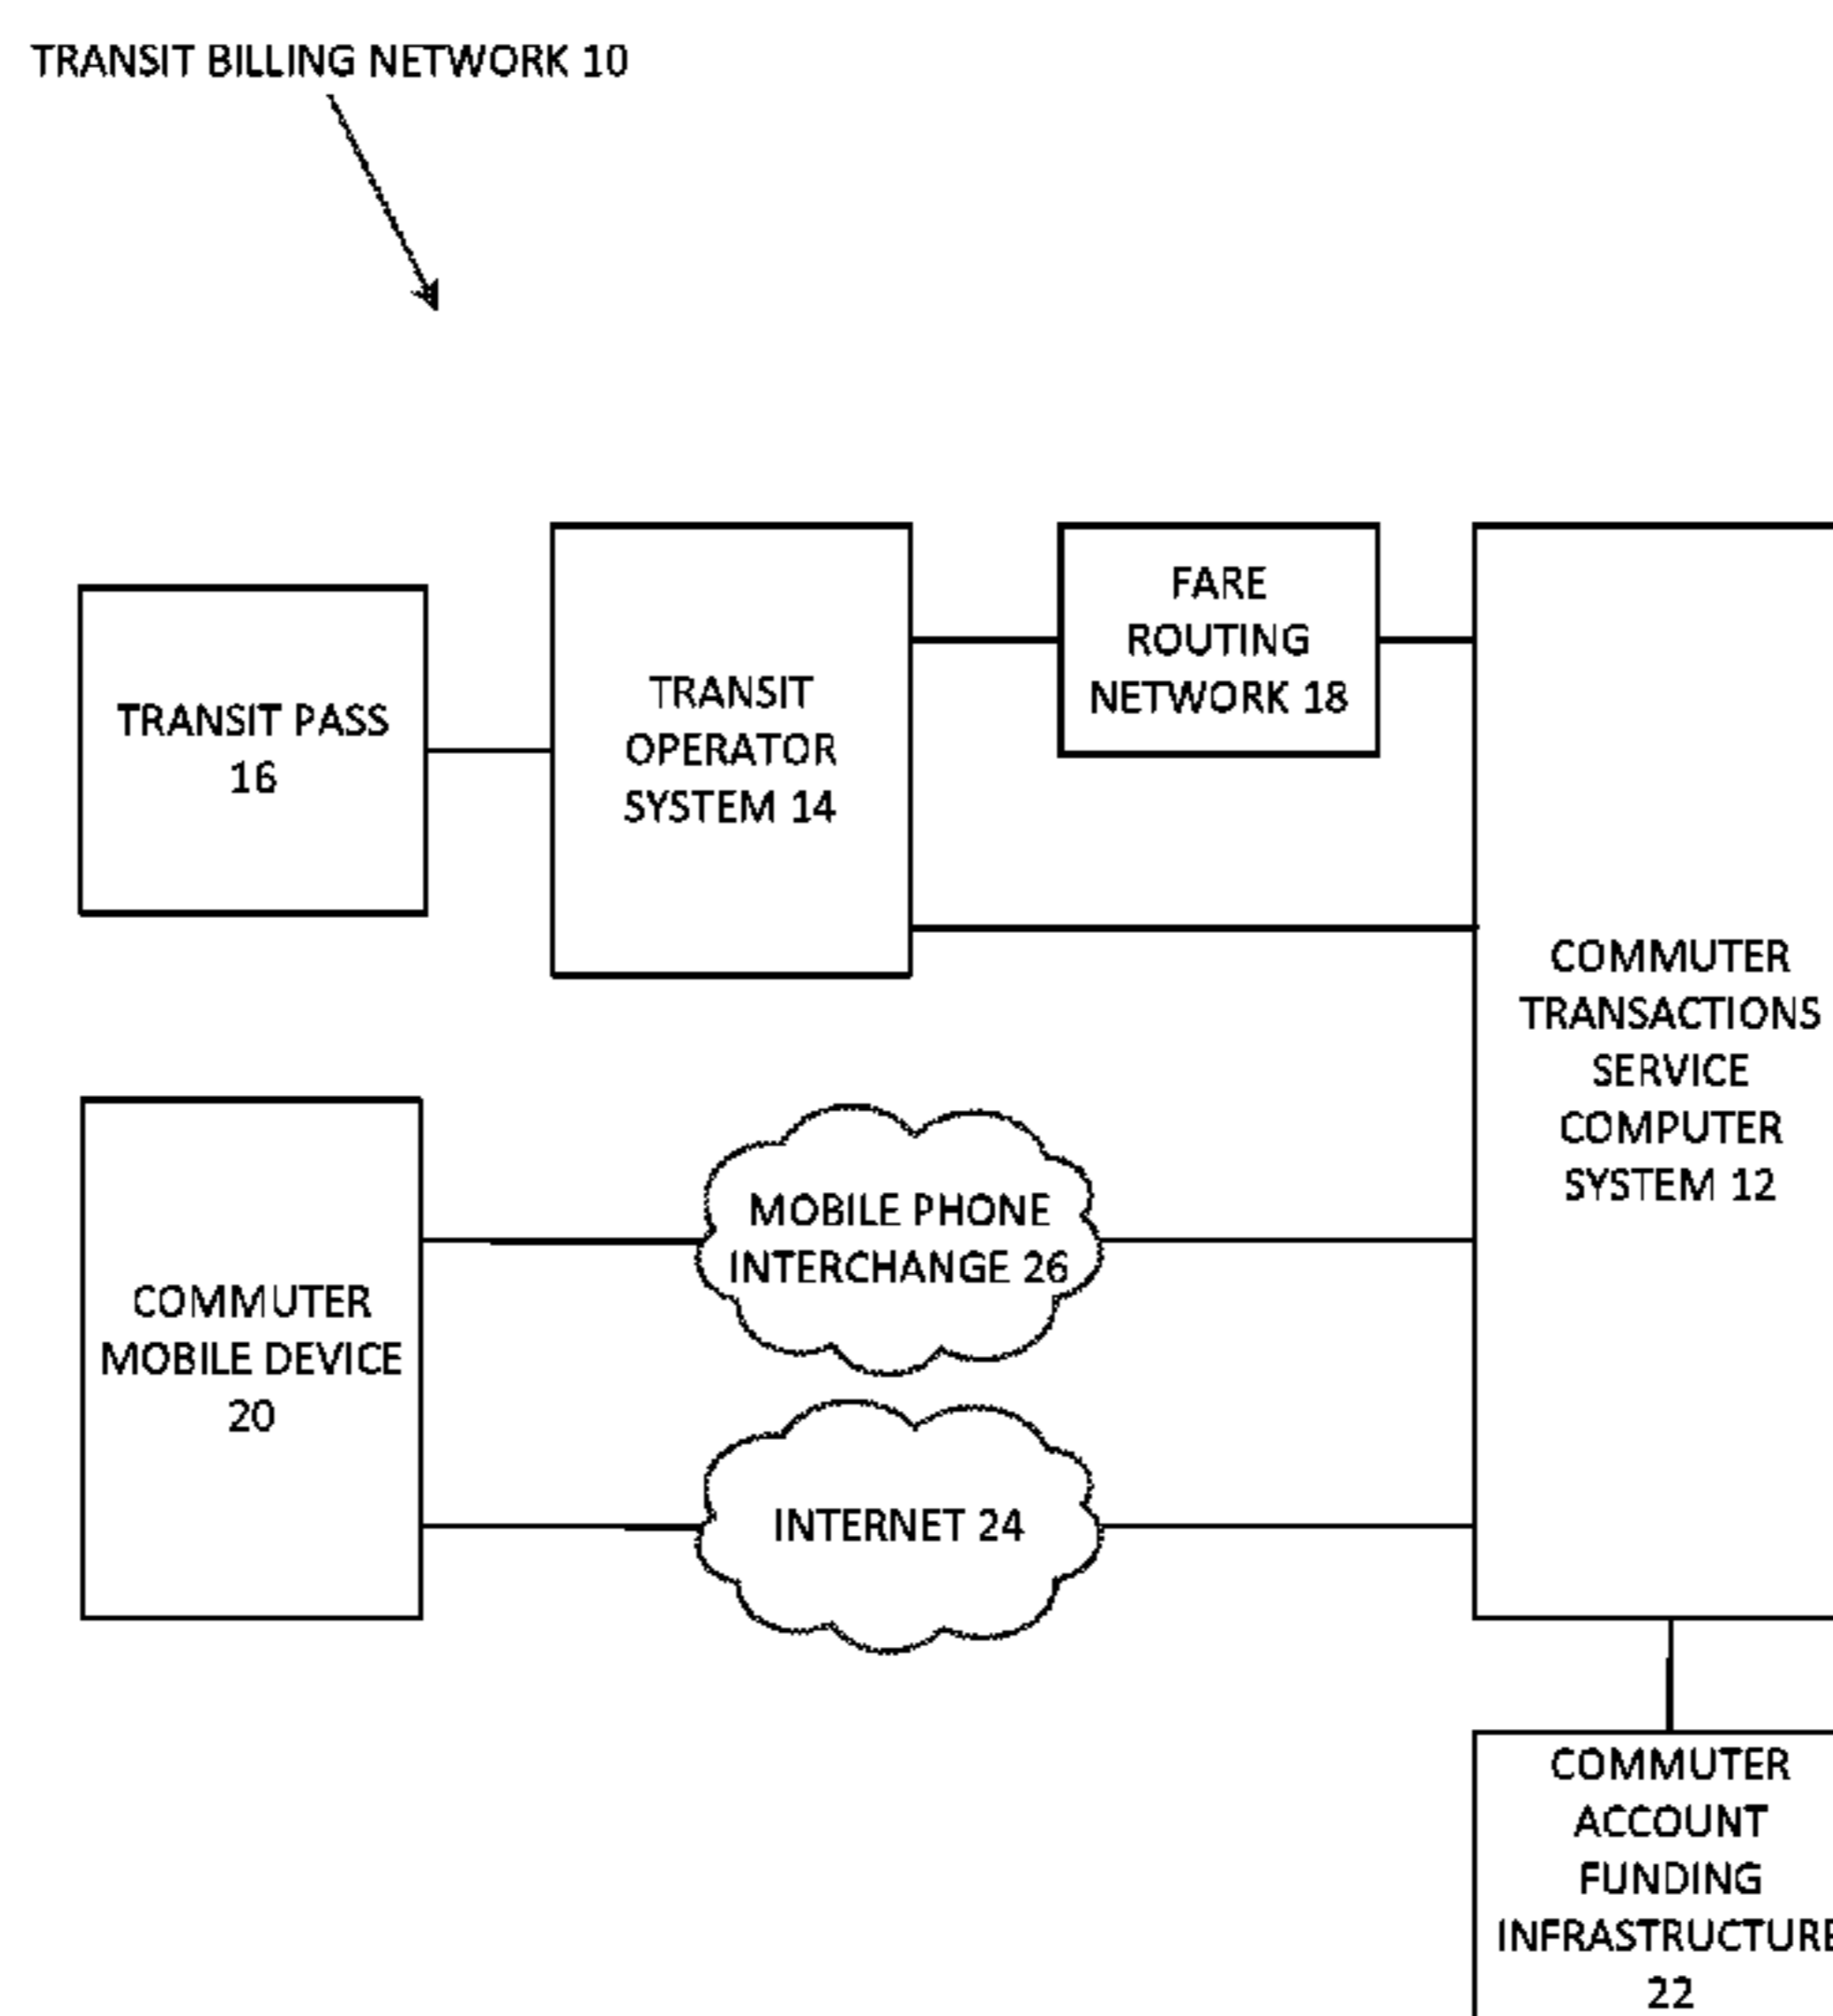 TRANSIT BILLING NETWORK 10
TRANSIT PASS
16
TRANSIT
OPERATOR
SYSTEM 14
FARE
ROUTING
NETWORK 18
COMMUTER
TRANSACTIONS
SERVICE
COMPUTER
SYSTEM 12
COMMUTER
MOBILE DEVICE
20
MOBILE PHONE
INTERCHANGE 26
INTERNET 24
COMMUTER
ACCOUNT
FUNDING
INFRASTRUCTURE
22